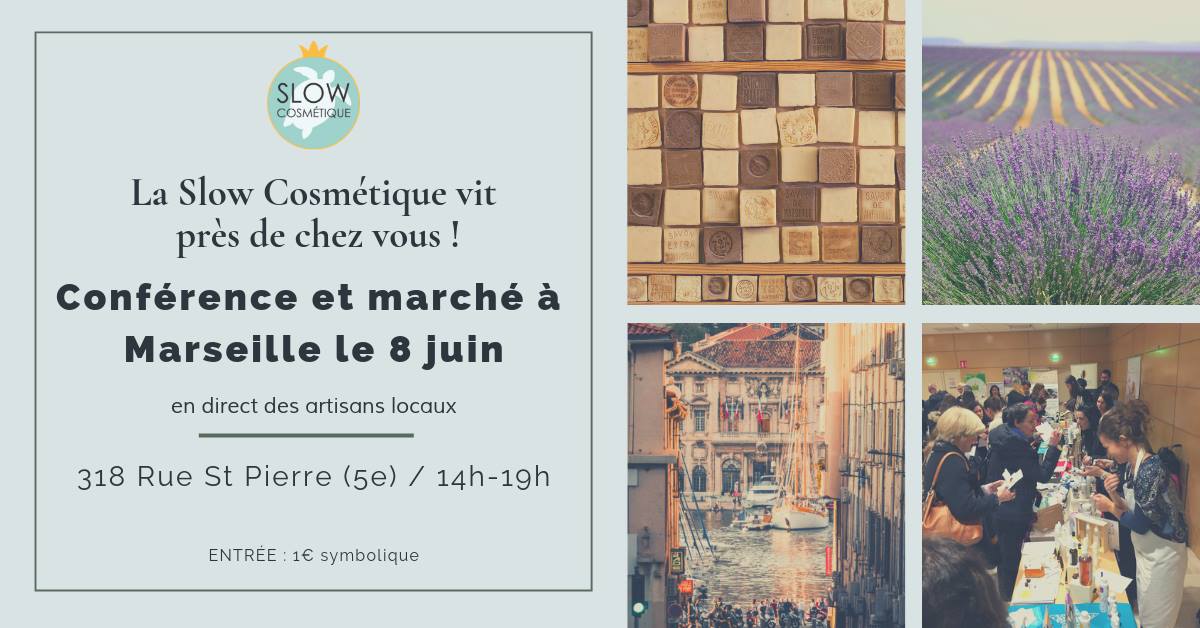 SLOW
COSMÉTIQUE
La Slow Cosmétique vit
près de chez vous !
Conférence et marché à
Marseille le 8 juin
en direct des artisans locaux
318 Rue St Pierre (5e) / 14h-19h
ENTRÉE : 1€ symbolique